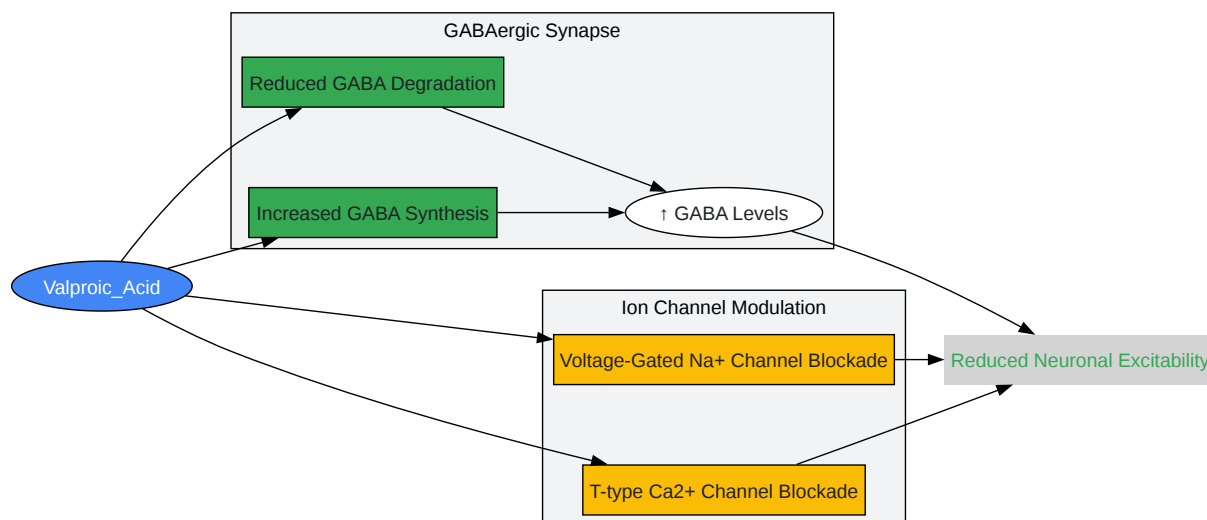 GABAergic Synapse
Reduced GABA Degradation
Increased GABA Synthesis
↑ GABA Levels
Valproic_Acid
Ion Channel Modulation
Voltage-Gated Na+ Channel Blockade
Reduced Neuronal Excitability
T-type Ca2+ Channel Blockade